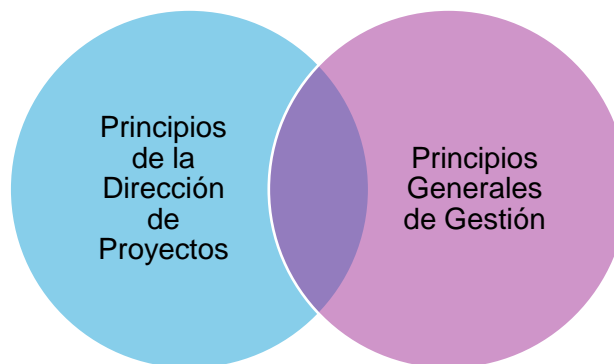 Principios
de la
Dirección
de
Proyectos
Principios
Generales
de Gestión